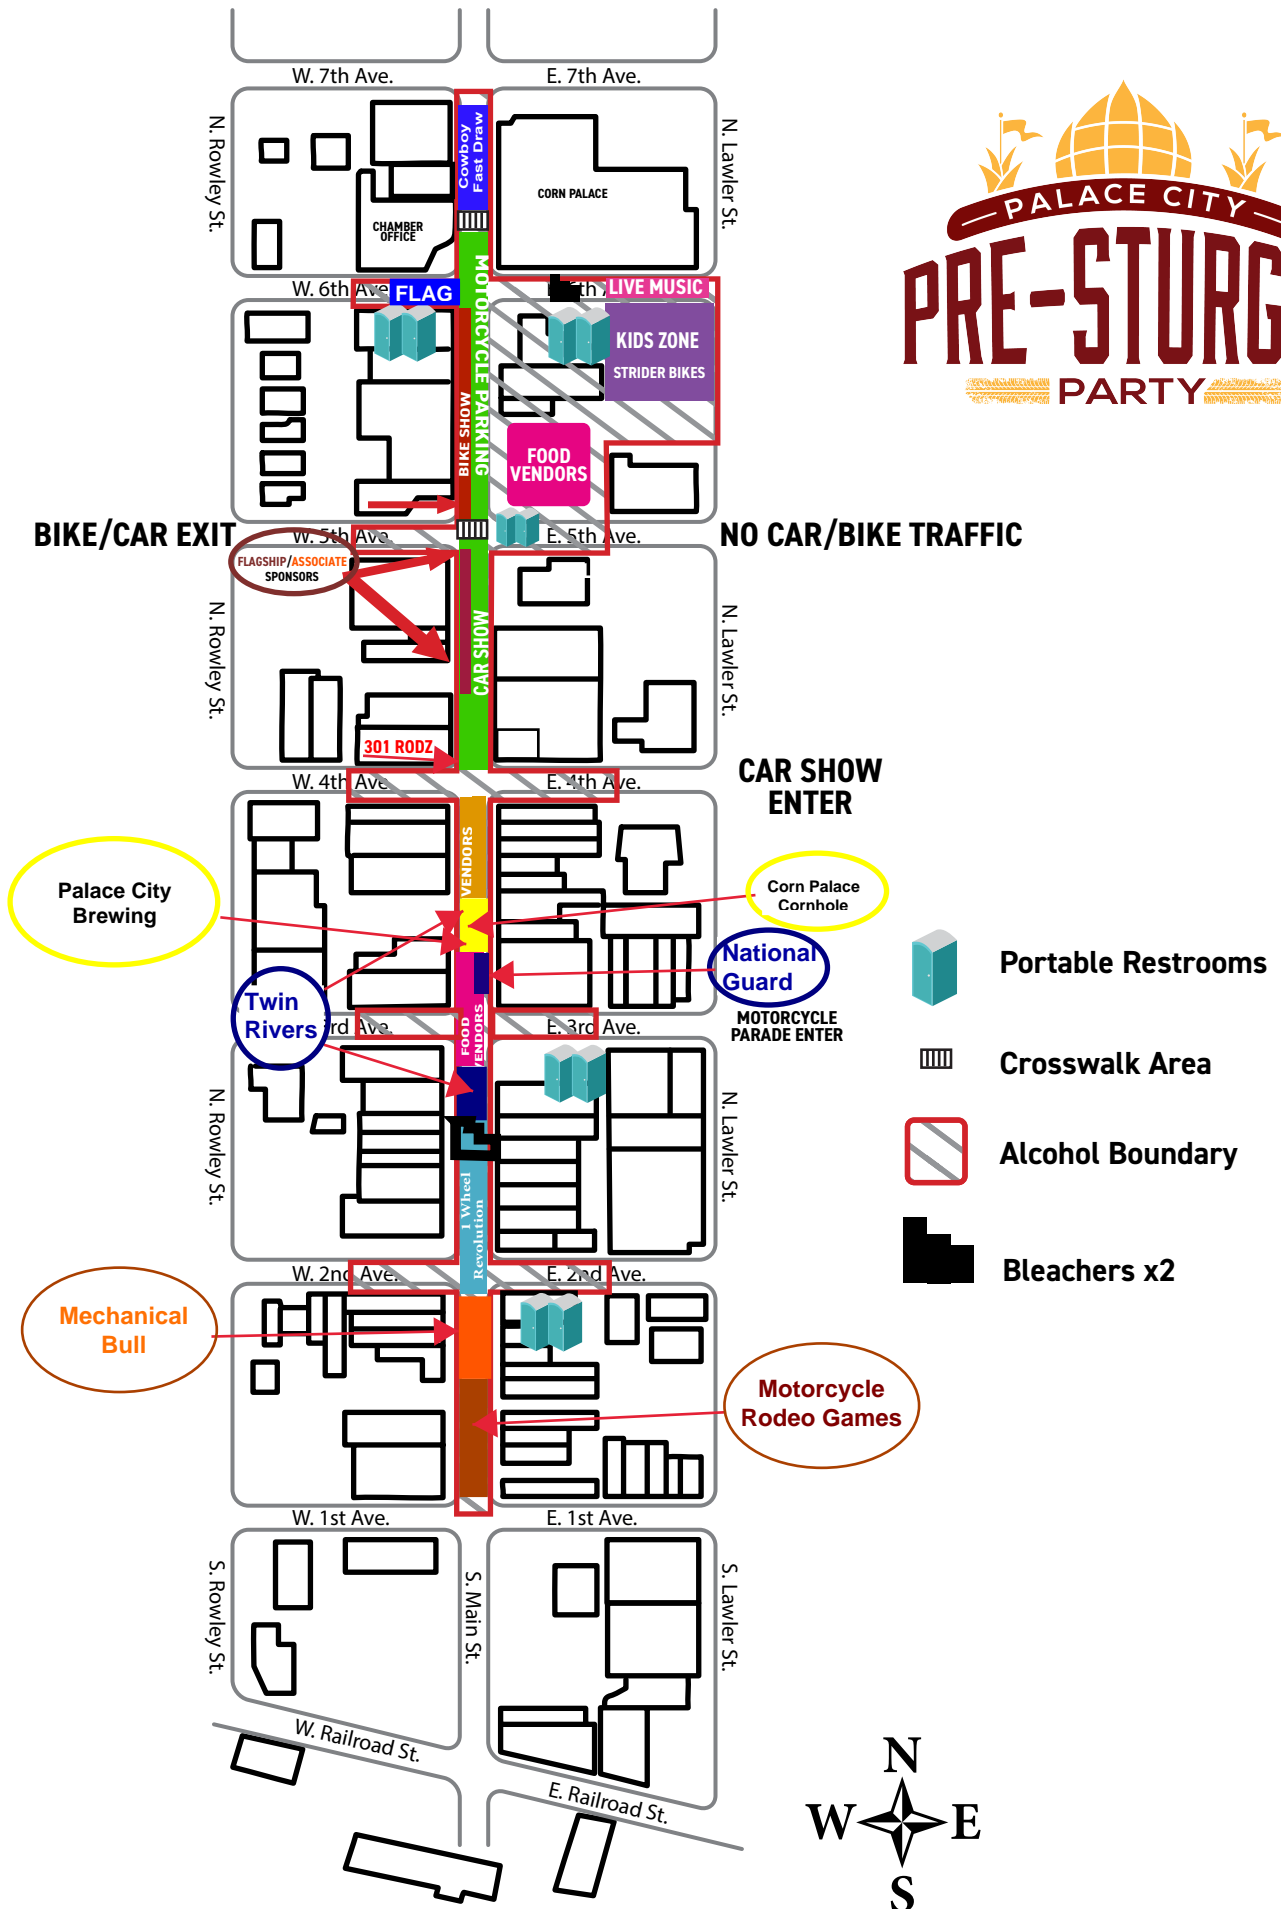 W. 7th Ave.
E. 7th Ave.
N. Rowley St.
Cowboy
Fast Draw
CORN PALACE
N. Lawler St.
CHAMBER
OFFICE
PALACE CITY
PRE-STURG
PARTY
W. 6th Ave
FLAG
MOTORCYCLE PARKING
LIVE MUSIC
KIDS ZONE
STRIDER BIKES
BIKE SHOW
FOOD
VENDORS
BIKE/CAR EXIT
W. 5th Ave.
E. 5th Ave.
NO CAR/BIKE TRAFFIC
FLAGSHIP/ASSOCIATE
SPONSORS
N. Rowley St.
CAR SHOW
N. Lawler St.
301 RODZ
W. 4th Ave.
E. 4th Ave.
CAR SHOW
ENTER
VENDORS
Palace City
Brewing
Corn Palace
Cornhole
National
Guard
Portable Restrooms
Twin
Rivers
rd Ave.
FOOD
VENDORS
E. 3rd Ave.
MOTORCYCLE
PARADE ENTER
Crosswalk Area
N. Rowley St.
N. Lawler St.
Alcohol Boundary
1 Wheel
Revolution
Bleachers x2
W. 2nd Ave.
E. 2nd Ave.
Mechanical
Bull
Motorcycle
Rodeo Games
W. 1st Ave.
E. 1st Ave.
S. Rowley St.
S. Main St.
S. Lawler St.
W. Railroad St.
E. Railroad St.
N
W
E
S